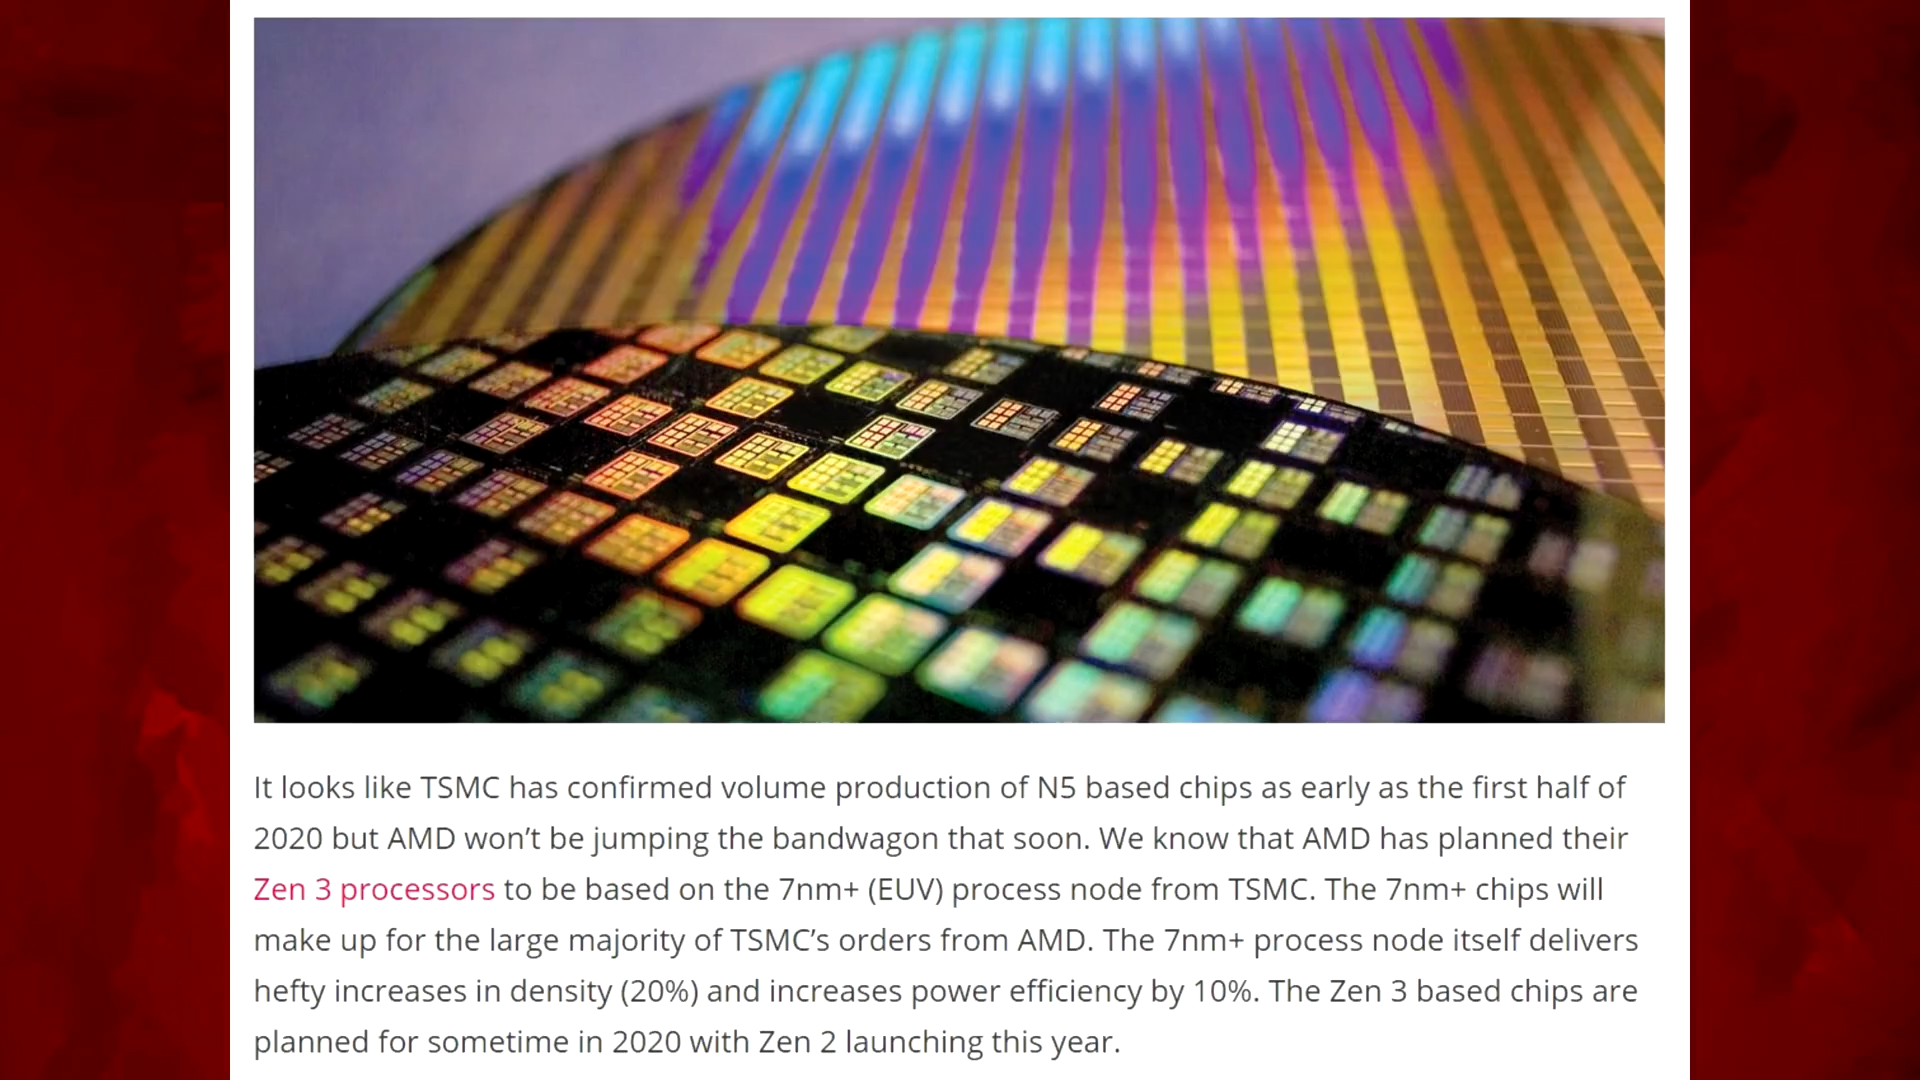 It looks like TSMC has confirmed volume production of N5 based chips as early as the first half of
2020 but AMD won’t be jumping the bandwagon that soon. We know that AMD has planned their
Zen 3 processors to be based on the 7nm+ (EUV) process node from TSMC. The 7nm+ chips will
make up for the large majority of TSMC’s orders from AMD. The 7nm+ process node itself delivers
hefty increases in density (20%) and increases power efficiency by 10%. The Zen 3 based chips are
planned for sometime in 2020 with Zen 2 launching this year.